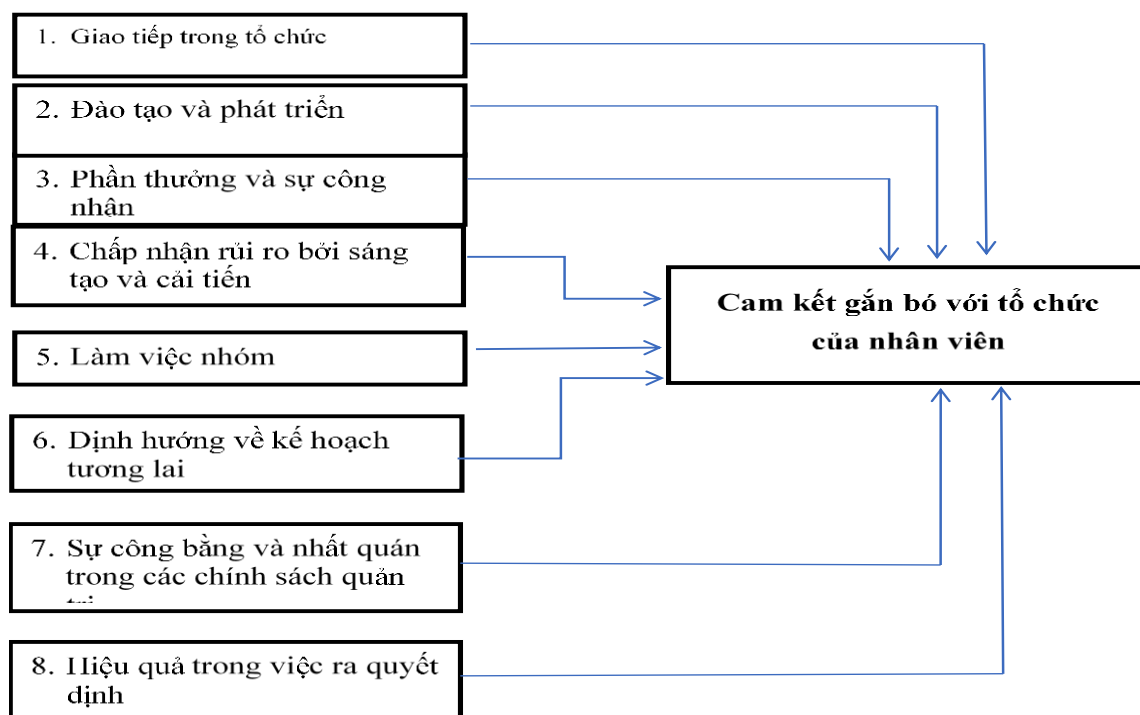 1. Giao tiếp trong tổ chức
2. Đào tạo và phát triển
3. Phần thưởng và sự công
nhận
4. Chấp nhận rủi ro bởi sáng
tạo và cải tiến
5. Làm việc nhóm
6. Định hướng về kế hoạch
tương lai
7. Sự công bằng và nhất quán
trong các chính sách quản
8. Hiệu quả trong việc ra quyết
định
Cam kết gắn bó với tổ chức
của nhân viên